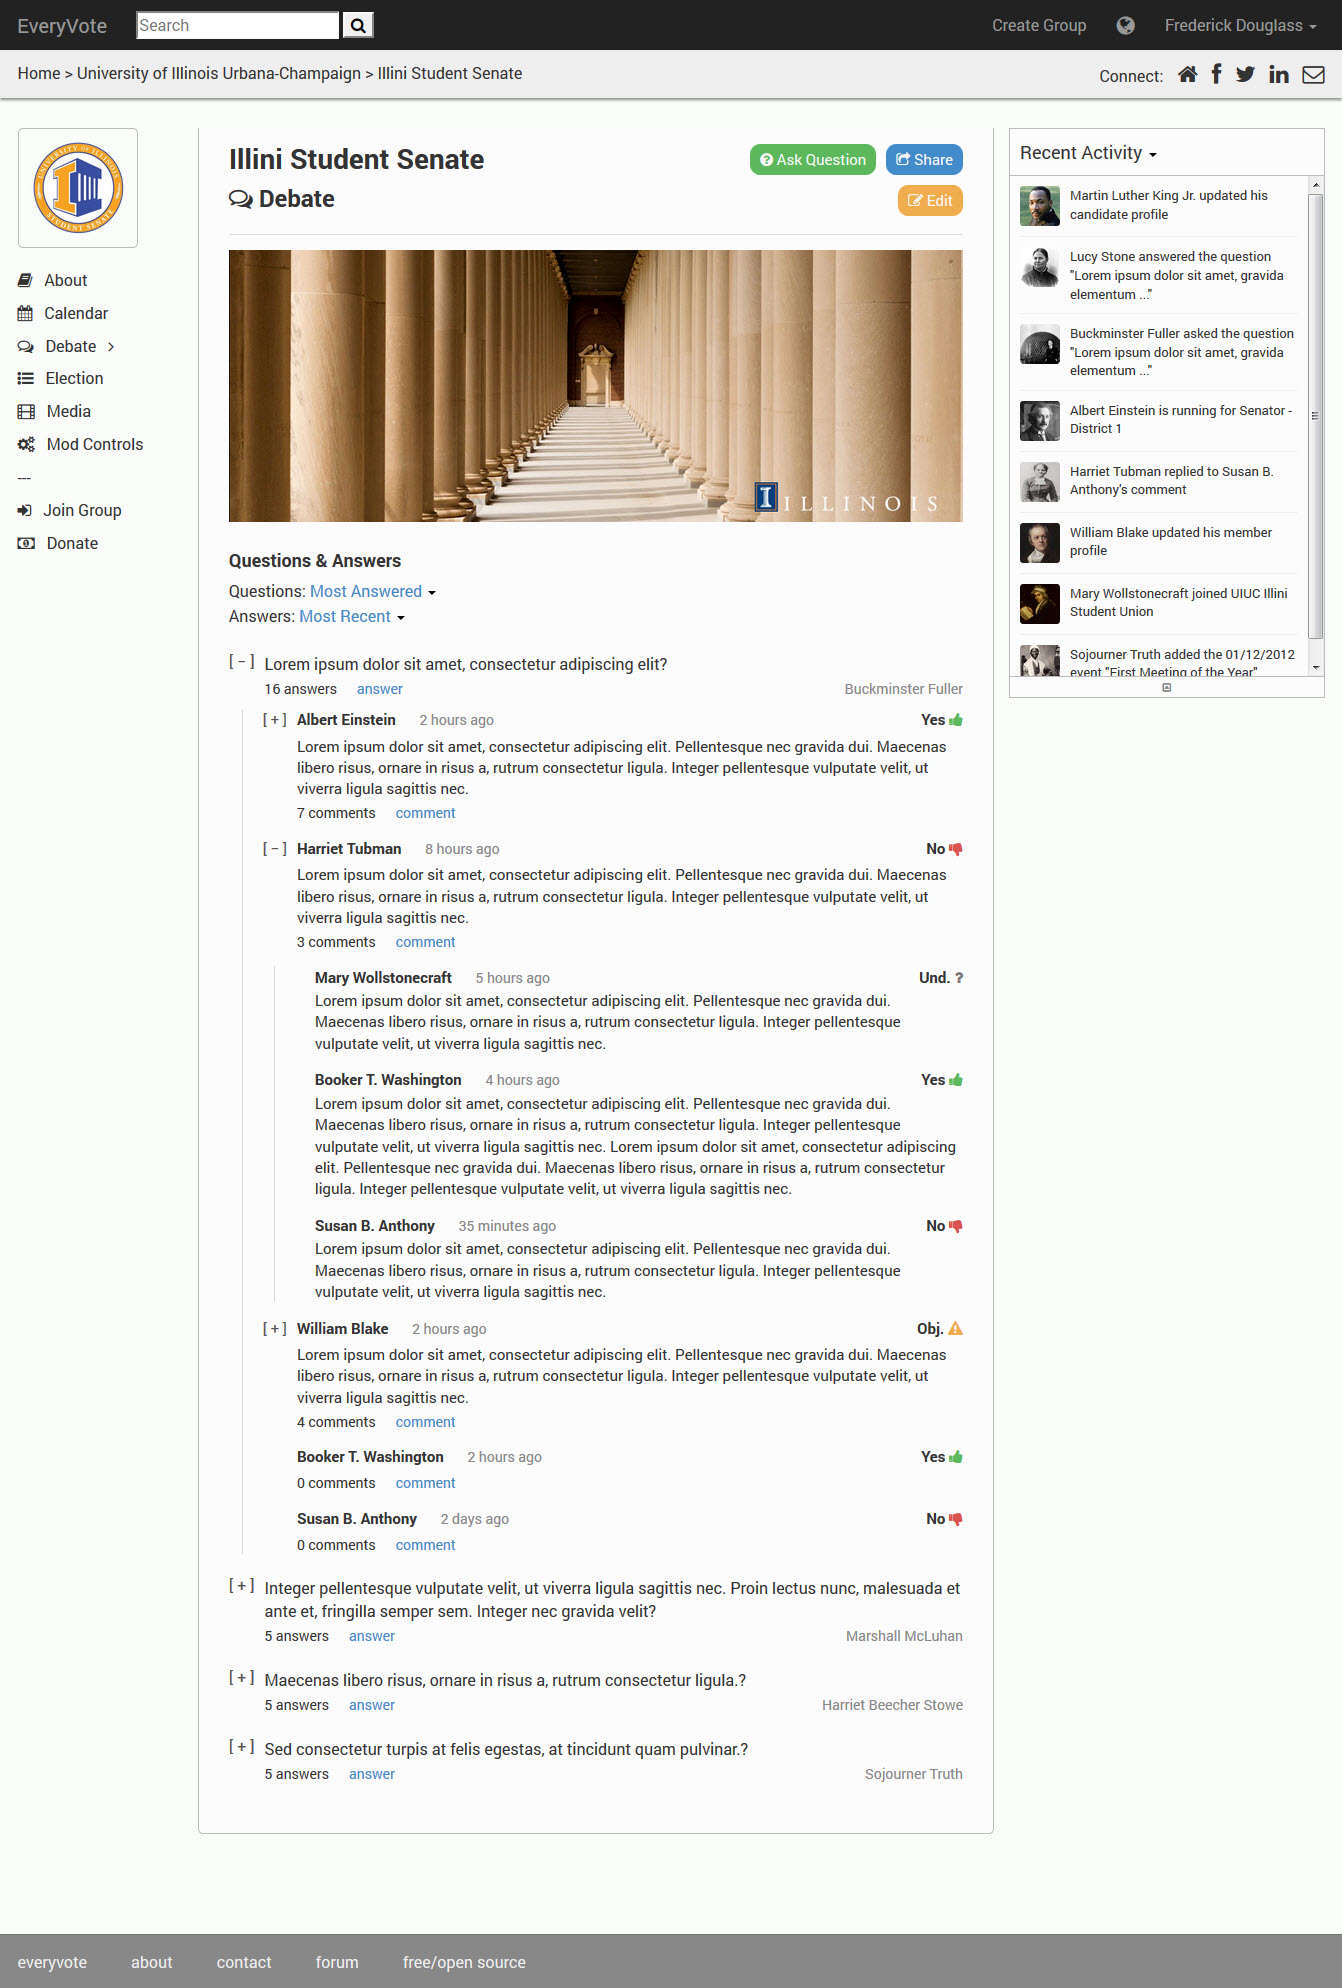 EveryVote
Search
Create Group
Frederick Douglass
Home > University of Illinois Urbana-Champaign > Illini Student Senate
Connect:
UNIVERSITY OF ILLINOIS
STUDENT SENATE
About
Calendar
Debate
Election
Media
Mod Controls
---
Join Group
Donate
Illini Student Senate
Ask Question
Share
Debate
Edit
I ILLINOIS
Questions & Answers
Questions: Most Answered
Answers: Most Recent
[ − ] Lorem ipsum dolor sit amet, consectetur adipiscing elit?
16 answers answer Buckminster Fuller
[ + ] Albert Einstein 2 hours ago Yes
Lorem ipsum dolor sit amet, consectetur adipiscing elit. Pellentesque nec gravida dui. Maecenas
libero risus, ornare in risus a, rutrum consectetur ligula. Integer pellentesque vulputate velit, ut
viverra ligula sagittis nec.
7 comments comment
[ − ] Harriet Tubman 8 hours ago No
Lorem ipsum dolor sit amet, consectetur adipiscing elit. Pellentesque nec gravida dui. Maecenas
libero risus, ornare in risus a, rutrum consectetur ligula. Integer pellentesque vulputate velit, ut
viverra ligula sagittis nec.
3 comments comment
Mary Wollstonecraft 5 hours ago Und. ?
Lorem ipsum dolor sit amet, consectetur adipiscing elit. Pellentesque nec gravida dui.
Maecenas libero risus, ornare in risus a, rutrum consectetur ligula. Integer pellentesque
vulputate velit, ut viverra ligula sagittis nec.
Booker T. Washington 4 hours ago Yes
Lorem ipsum dolor sit amet, consectetur adipiscing elit. Pellentesque nec gravida dui.
Maecenas libero risus, ornare in risus a, rutrum consectetur ligula. Integer pellentesque
vulputate velit, ut viverra ligula sagittis nec. Lorem ipsum dolor sit amet, consectetur adipiscing
elit. Pellentesque nec gravida dui. Maecenas libero risus, ornare in risus a, rutrum consectetur
ligula. Integer pellentesque vulputate velit, ut viverra ligula sagittis nec.
Susan B. Anthony 35 minutes ago No
Lorem ipsum dolor sit amet, consectetur adipiscing elit. Pellentesque nec gravida dui.
Maecenas libero risus, ornare in risus a, rutrum consectetur ligula. Integer pellentesque
vulputate velit, ut viverra ligula sagittis nec.
[ + ] William Blake 2 hours ago Obj.
Lorem ipsum dolor sit amet, consectetur adipiscing elit. Pellentesque nec gravida dui. Maecenas
libero risus, ornare in risus a, rutrum consectetur ligula. Integer pellentesque vulputate velit, ut
viverra ligula sagittis nec.
4 comments comment
Booker T. Washington 2 hours ago Yes
0 comments comment
Susan B. Anthony 2 days ago No
0 comments comment
[ + ] Integer pellentesque vulputate velit, ut viverra ligula sagittis nec. Proin lectus nunc, malesuada et
ante et, fringilla semper sem. Integer nec gravida velit?
5 answers answer Marshall McLuhan
[ + ] Maecenas libero risus, ornare in risus a, rutrum consectetur ligula.?
5 answers answer Harriet Beecher Stowe
[ + ] Sed consectetur turpis at felis egestas, at tincidunt quam pulvinar.?
5 answers answer Sojourner Truth
Recent Activity
Martin Luther King Jr. updated his
candidate profile
Lucy Stone answered the question
"Lorem ipsum dolor sit amet, gravida
elementum ..."
Buckminster Fuller asked the question
"Lorem ipsum dolor sit amet, gravida
elementum ..."
Albert Einstein is running for Senator -
District 1
Harriet Tubman replied to Susan B.
Anthony's comment
William Blake updated his member
profile
Mary Wollstonecraft joined UIUC Illini
Student Union
Sojourner Truth added the 01/12/2012
event "First Meeting of the Year"
everyvote about contact forum free/open source